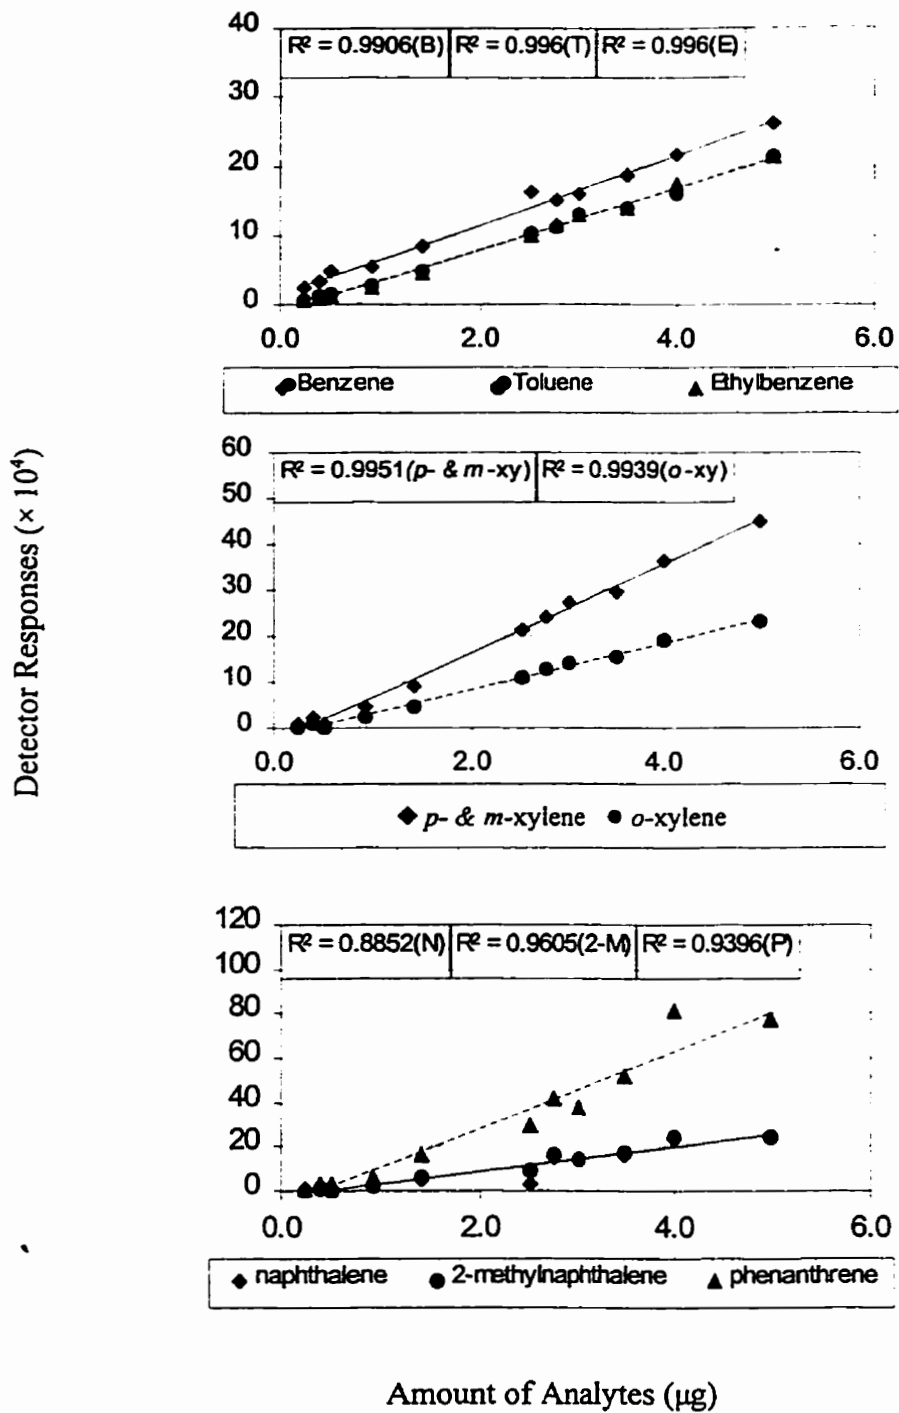 40
R² = 0.9906(B) R² = 0.996(T) R² = 0.996(E)
30
20
10
0
0.0 2.0 4.0 6.0
Benzene Toluene Ethylbenzene
Detector Responses (× 10⁴)
60
R² = 0.9951(p- & m-xy) R² = 0.9939(o-xy)
50
40
30
20
10
0
0.0 2.0 4.0 6.0
p- & m-xylene o-xylene
120
R² = 0.8852(N) R² = 0.9605(2-M) R² = 0.9396(P)
100
80
60
40
20
0
0.0 2.0 4.0 6.0
naphthalene 2-methylnaphthalene phenanthrene
Amount of Analytes (µg)